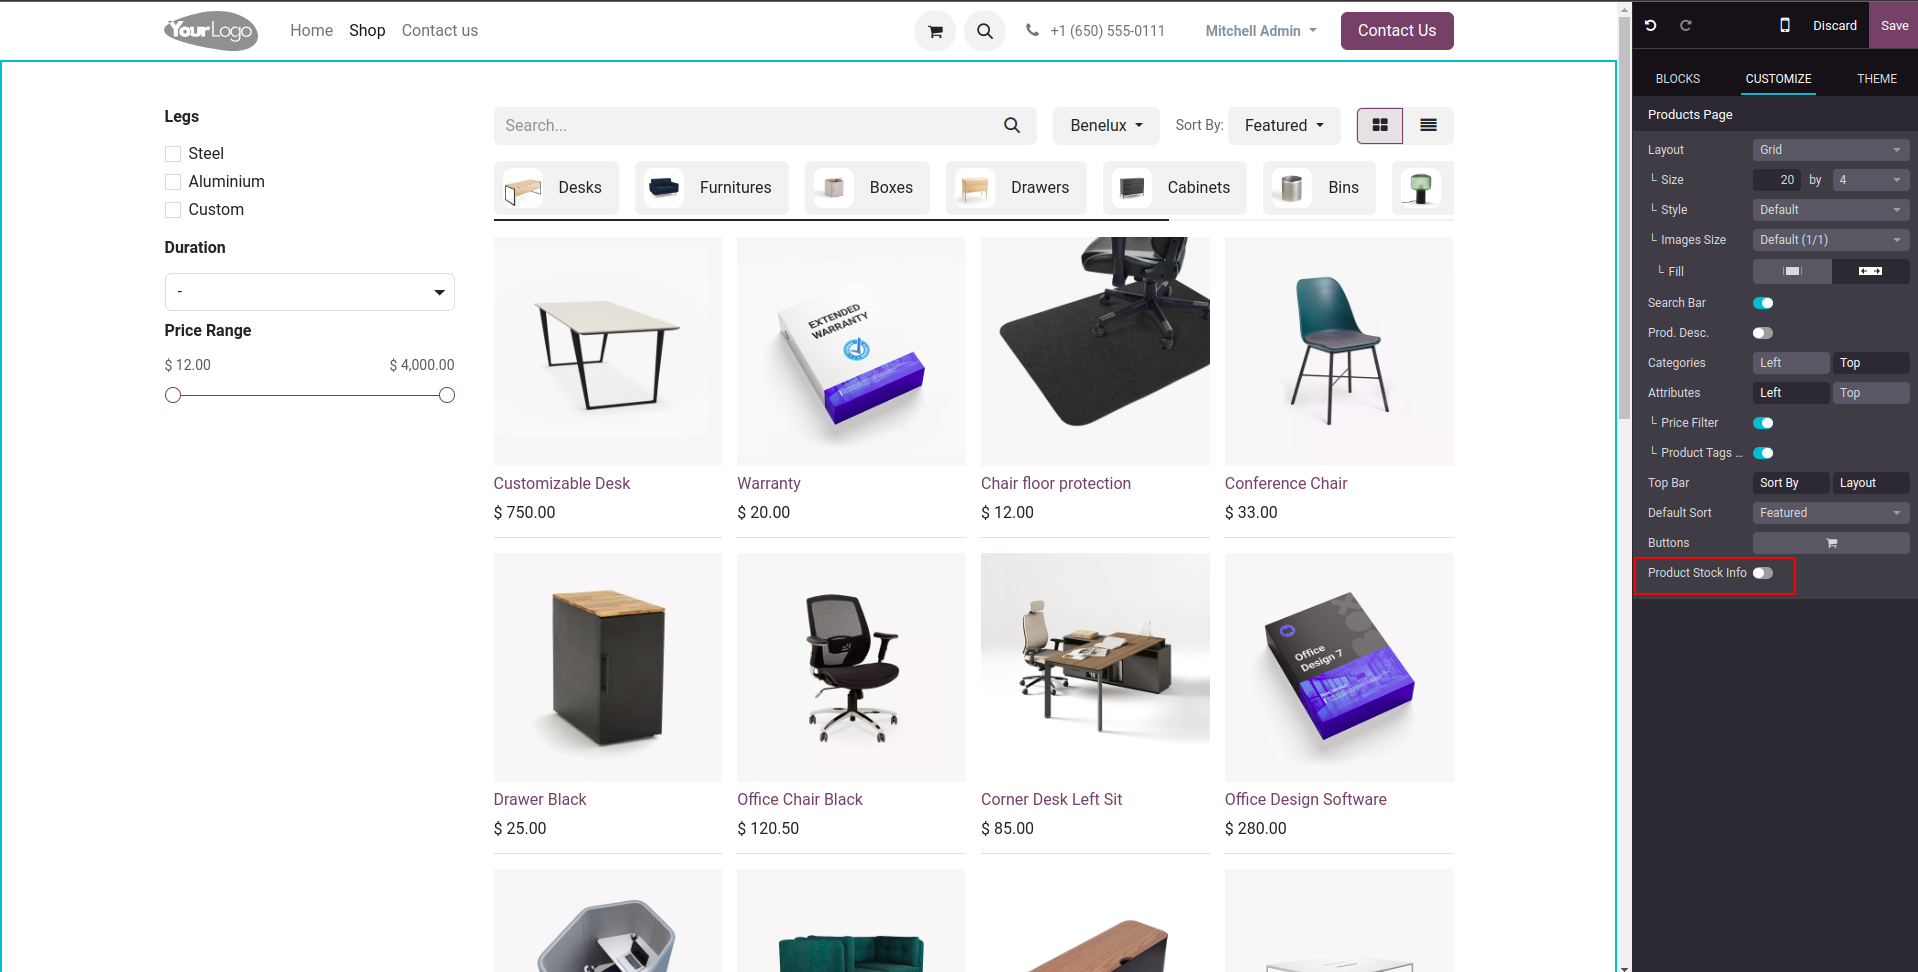 YourLogo
Home Shop Contact us
+1 (650) 555-0111
Mitchell Admin
Contact Us
Discard
Save
BLOCKS CUSTOMIZE THEME
Legs
Steel
Aluminium
Custom
Duration
-
Price Range
$ 12.00 $ 4,000.00
Search...
Benelux
Sort By: Featured
Desks Furnitures Boxes Drawers Cabinets Bins
EXTENDED
WARRANTY
Customizable Desk
$ 750.00
Warranty
$ 20.00
Chair floor protection
$ 12.00
Conference Chair
$ 33.00
Office
Design 7
Drawer Black
$ 25.00
Office Chair Black
$ 120.50
Corner Desk Left Sit
$ 85.00
Office Design Software
$ 280.00
Products Page
Layout Grid
└ Size 20 by 4
└ Style Default
└ Images Size Default (1/1)
└ Fill
Search Bar
Prod. Desc.
Categories Left Top
Attributes Left Top
└ Price Filter
└ Product Tags ...
Top Bar Sort By Layout
Default Sort Featured
Buttons
Product Stock Info